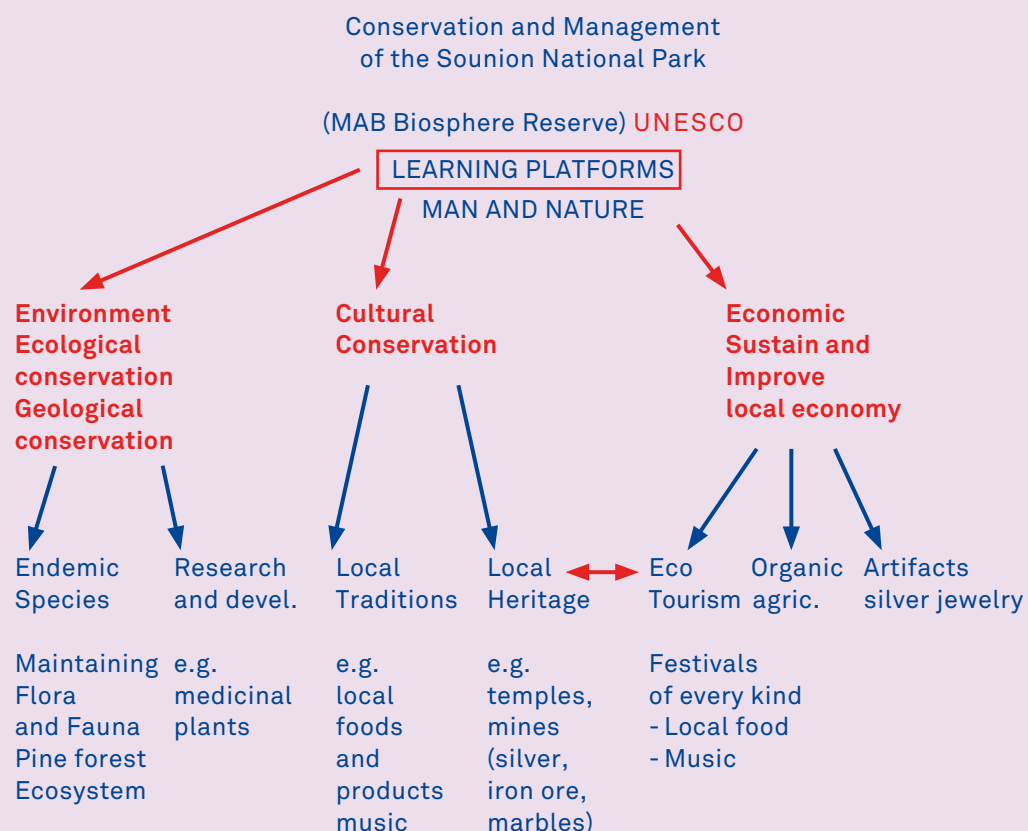 Conservation and Management
of the Sounion National Park
(MAB Biosphere Reserve) UNESCO
LEARNING PLATFORMS
MAN AND NATURE
Environment
Ecological
conservation
Geological
conservation
Cultural
Conservation
Economic
Sustain and
Improve
local economy
Endemic
Species
Maintaining
Flora
and Fauna
Pine forest
Ecosystem
Research
and devel.
e.g.
medicinal
plants
Local
Traditions
e.g.
local
foods
and
products
music
Local
Heritage
e.g.
temples,
mines
(silver,
iron ore,
marbles)
Eco
Tourism
Festivals
of every kind
- Local food
- Music
Organic
agric.
Artifacts
silver jewelry